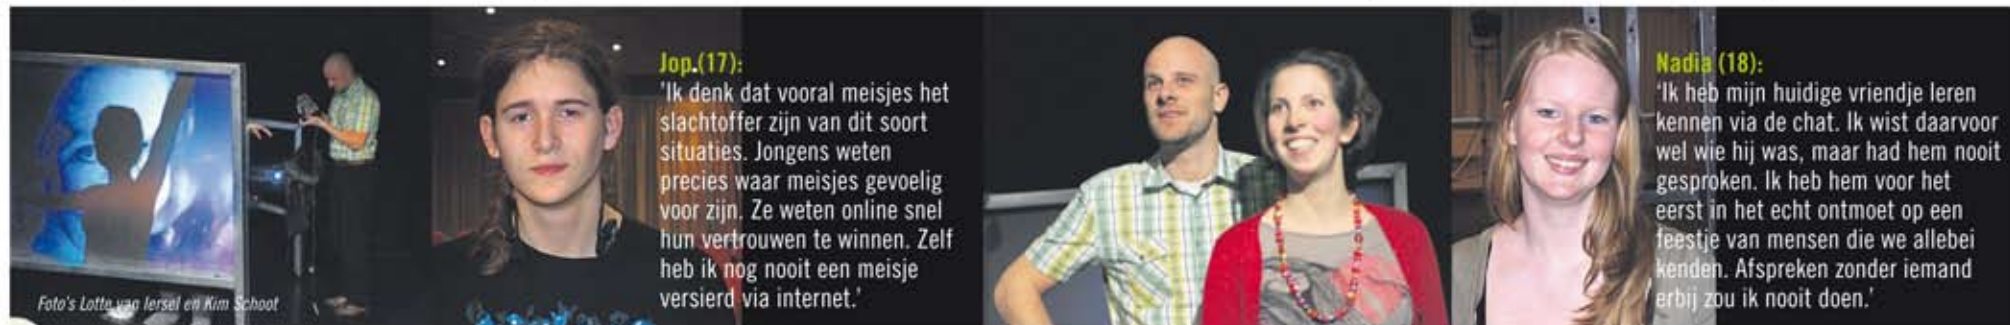 Jop.(17):
'Ik denk dat vooral meisjes het
slachtoffer zijn van dit soort
situaties. Jongens weten
precies waar meisjes gevoelig
voor zijn. Ze weten online snel
hun vertrouwen te winnen. Zelf
heb ik nog nooit een meisje
versierd via internet.'
Foto's Lotte van Iersel en Kim Schoot
Nadia (18):
'Ik heb mijn huidige vriendje leren
kennen via de chat. Ik wist daarvoor
wel wie hij was, maar had hem nooit
gesproken. Ik heb hem voor het
eerst in het echt ontmoet op een
feestje van mensen die we allebei
kenden. Afspreken zonder iemand
erbij zou ik nooit doen.'